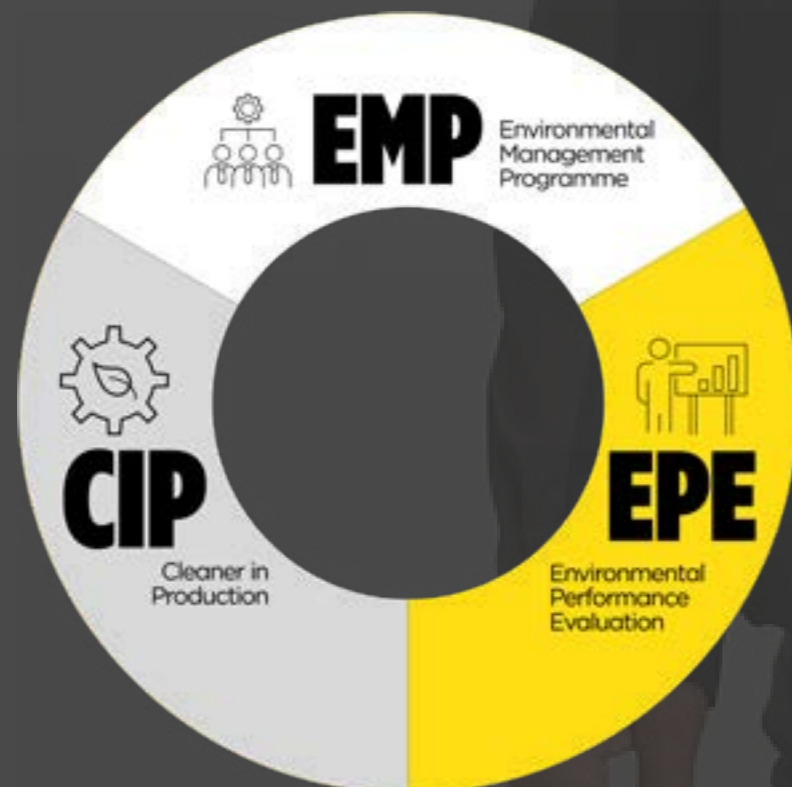 EMP
Environmental
Management
Programme
CIP
Cleaner in
Production
EPE
Environmental
Performance
Evaluation